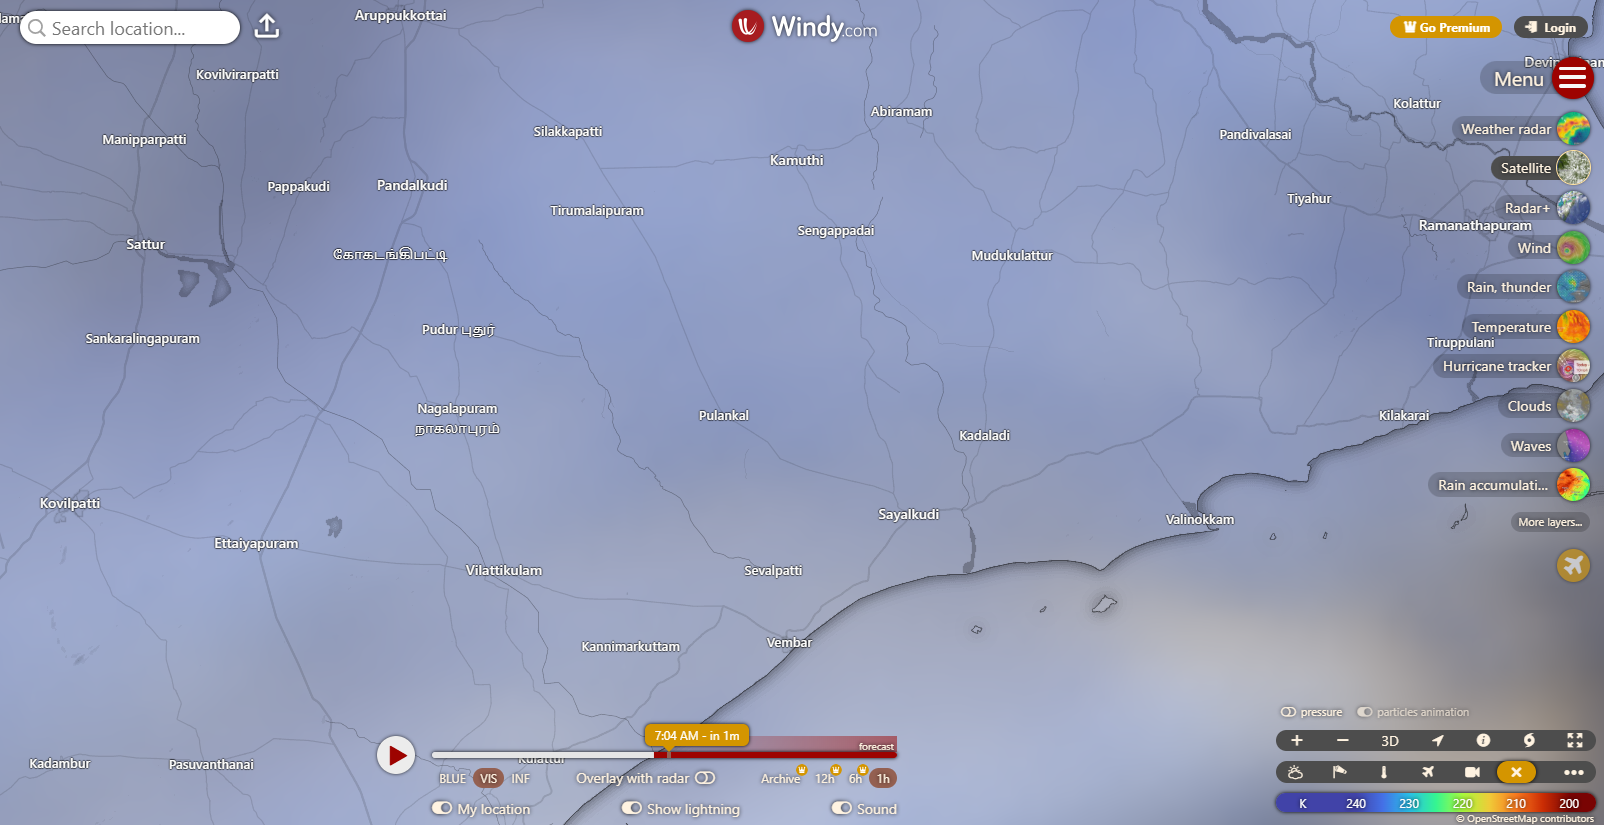 Search location...
Aruppukkottai
Windy.com
Go Premium
Login
Kovilvirarpatti
Menu
Kolattur
Abiramam
Manipparpatti
Silakkapatti
Pandivalasai
Weather radar
Kamuthi
Satellite
Pappakudi
Pandalkudi
Tirumalaipuram
Tiyahur
Radar+
Ramanathapuram
Sengappadai
Sattur
Wind
கோகடங்கிபட்டி
Mudukulattur
Rain, thunder
Pudur புதுர்
Temperature
Sankaralingapuram
Tiruppulani
Hurricane tracker
Nagalapuram
நாகலாபுரம்
Pulankal
Clouds
Kilakarai
Kadaladi
Waves
Rain accumulati...
Kovilpatti
Sayalkudi
Valinokkam
More layers...
Ettaiyapuram
Vilattikulam
Sevalpatti
Kannimarkuttam
Vembar
pressure
particles animation
7:04 AM - in 1m
forecast
3D
Kadambur
Pasuvanthanai
BLUE VIS INF
Overlay with radar
Archive 12h 6h 1h
My location
Show lightning
Sound
K 240 230 220 210 200
© OpenStreetMap contributors